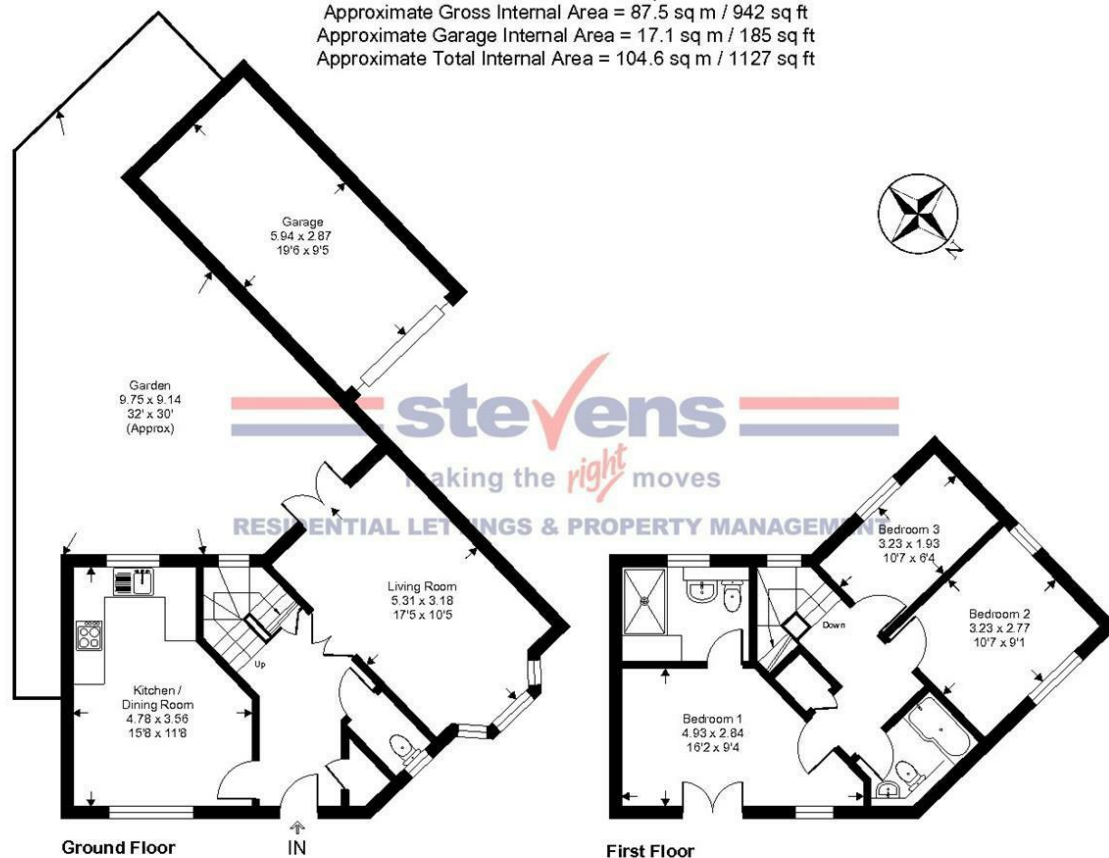 Approximate Gross Internal Area = 87.5 sq m / 942 sq ft
Approximate Garage Internal Area = 17.1 sq m / 185 sq ft
Approximate Total Internal Area = 104.6 sq m / 1127 sq ft
Garage
5.94 x 2.87
19'6 x 9'5
N
Garden
9.75 x 9.14
32' x 30'
(Approx)
stevens
making the right moves
RESIDENTIAL LETTINGS & PROPERTY MANAGEMENT
Living Room
5.31 x 3.18
17'5 x 10'5
Up
Kitchen /
Dining Room
4.78 x 3.56
15'8 x 11'8
IN
Ground Floor
Bedroom 3
3.23 x 1.93
10'7 x 6'4
Bedroom 2
3.23 x 2.77
10'7 x 9'1
Down
Bedroom 1
4.93 x 2.84
16'2 x 9'4
First Floor